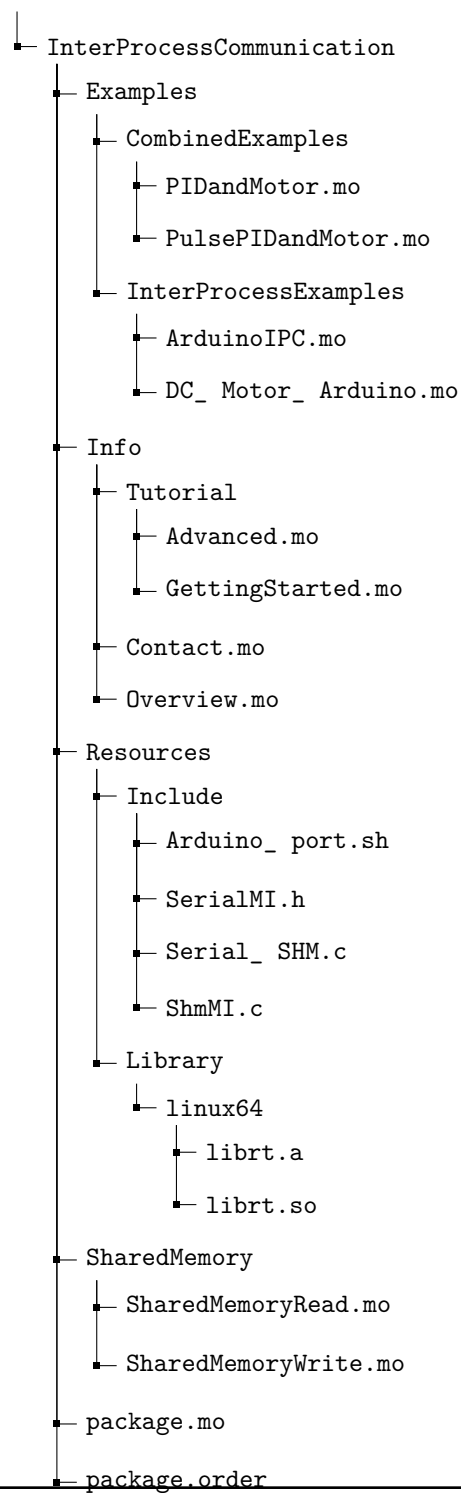 InterProcessCommunication
Examples
CombinedExamples
PIDandMotor.mo
PulsePIDandMotor.mo
InterProcessExamples
ArduinoIPC.mo
DC_ Motor_ Arduino.mo
Info
Tutorial
Advanced.mo
GettingStarted.mo
Contact.mo
Overview.mo
Resources
Include
Arduino_ port.sh
SerialMI.h
Serial_ SHM.c
ShmMI.c
Library
linux64
librt.a
librt.so
SharedMemory
SharedMemoryRead.mo
SharedMemoryWrite.mo
package.mo
package.order